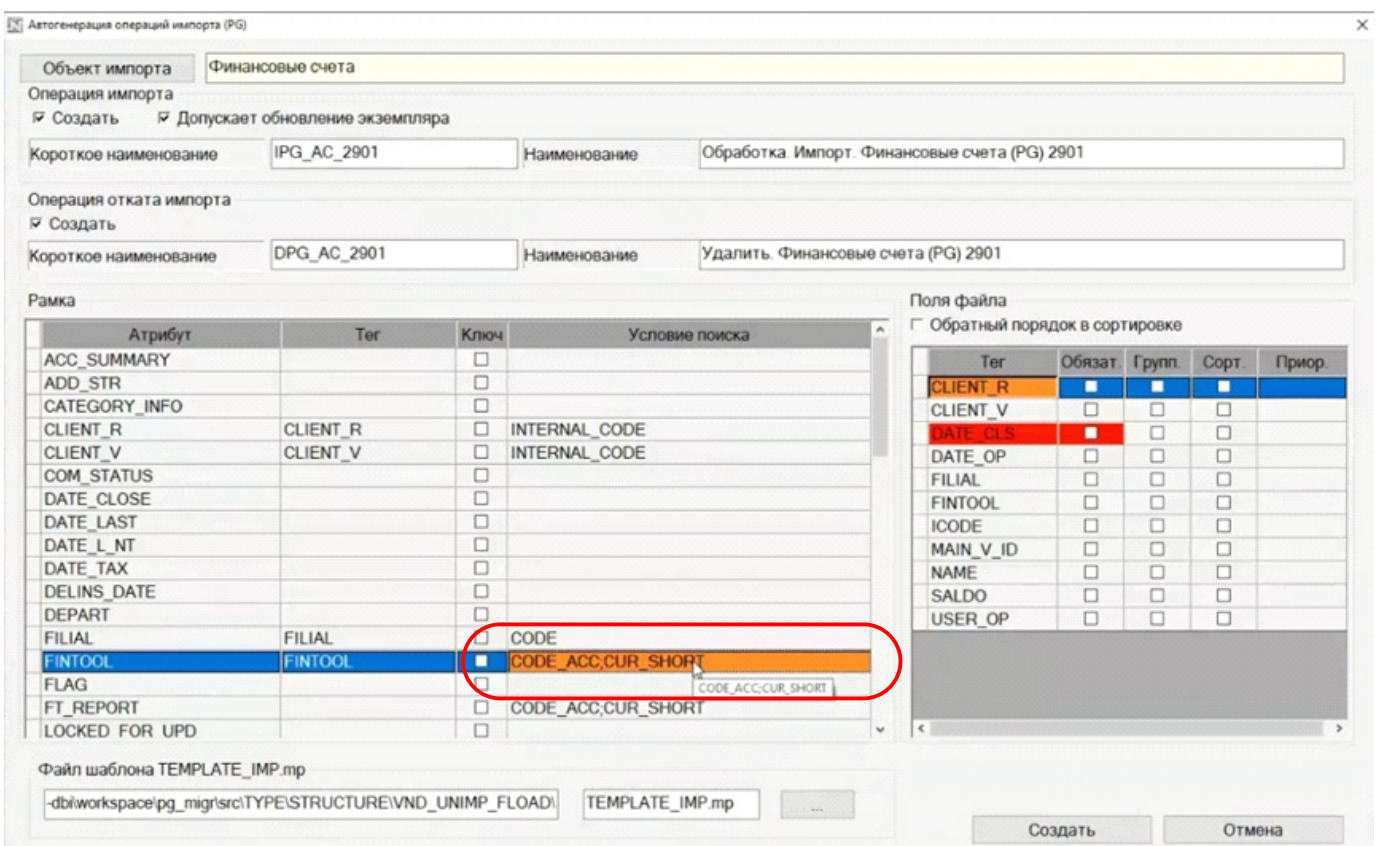 Автогенерация операций импорта (PG)
Объект импорта Финансовые счета
Операция импорта
Создать Допускает обновление экземпляра
Короткое наименование IPG_AC_2901 Наименование Обработка. Импорт. Финансовые счета (PG) 2901
Операция отката импорта
Создать
Короткое наименование DPG_AC_2901 Наименование Удалить. Финансовые счета (PG) 2901
Рамка
Атрибут Тег Ключ Условие поиска
ACC_SUMMARY
ADD_STR
CATEGORY_INFO
CLIENT_R CLIENT_R INTERNAL_CODE
CLIENT_V CLIENT_V INTERNAL_CODE
COM_STATUS
DATE_CLOSE
DATE_LAST
DATE_L_NT
DATE_TAX
DELINS_DATE
DEPART
FILIAL FILIAL CODE
FINTOOL FINTOOL CODE_ACC;CUR_SHORT
CODE_ACC;CUR_SHORT
FLAG
FT_REPORT CODE_ACC;CUR_SHORT
LOCKED_FOR_UPD
Поля файла
Обратный порядок в сортировке
Тег Обязат. Групп. Сорт. Приор.
CLIENT_R
CLIENT_V
DATE_CLS
DATE_OP
FILIAL
FINTOOL
ICODE
MAIN_V_ID
NAME
SALDO
USER_OP
Файл шаблона TEMPLATE_IMP.mp
-dbi\workspace\pg_migr\src\TYPE\STRUCTURE\VND_UNIMP_FLOAD\ TEMPLATE_IMP.mp ...
Создать Отмена